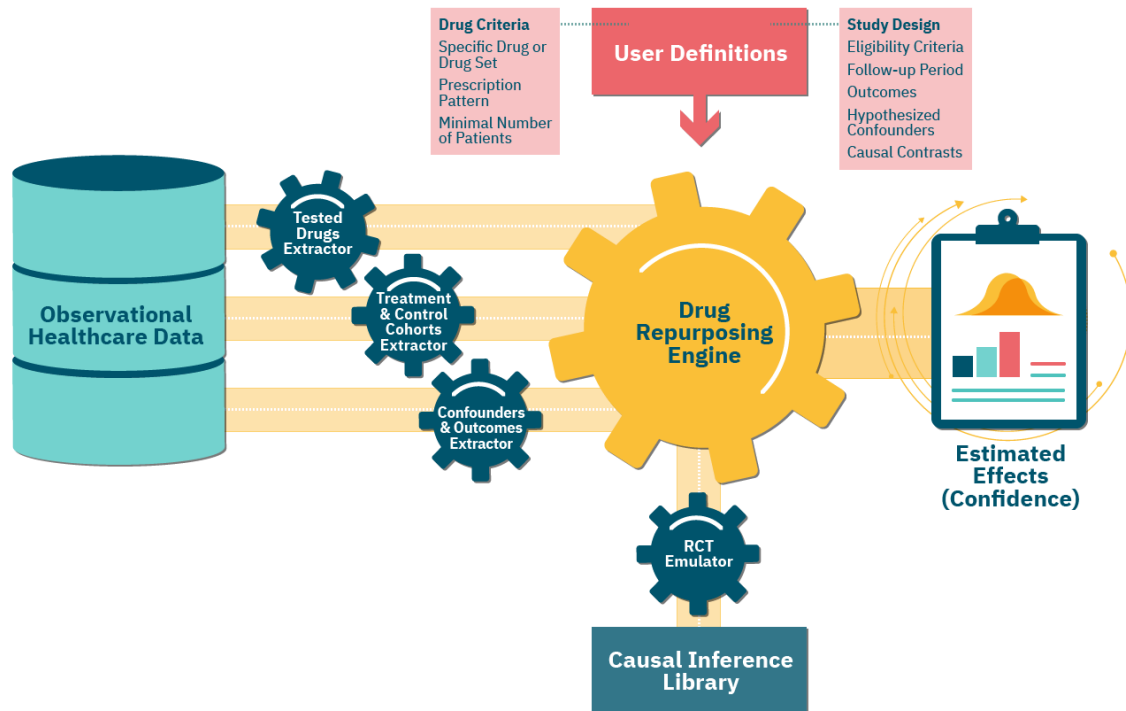 Drug Criteria
Specific Drug or
Drug Set
Prescription
Pattern
Minimal Number
of Patients
User Definitions
Study Design
Eligibility Criteria
Follow-up Period
Outcomes
Hypothesized
Confounders
Causal Contrasts
Observational
Healthcare Data
Tested
Drugs
Extractor
Treatment
& Control
Cohorts
Extractor
Confounders
& Outcomes
Extractor
Drug
Repurposing
Engine
Estimated
Effects
(Confidence)
RCT
Emulator
Causal Inference
Library